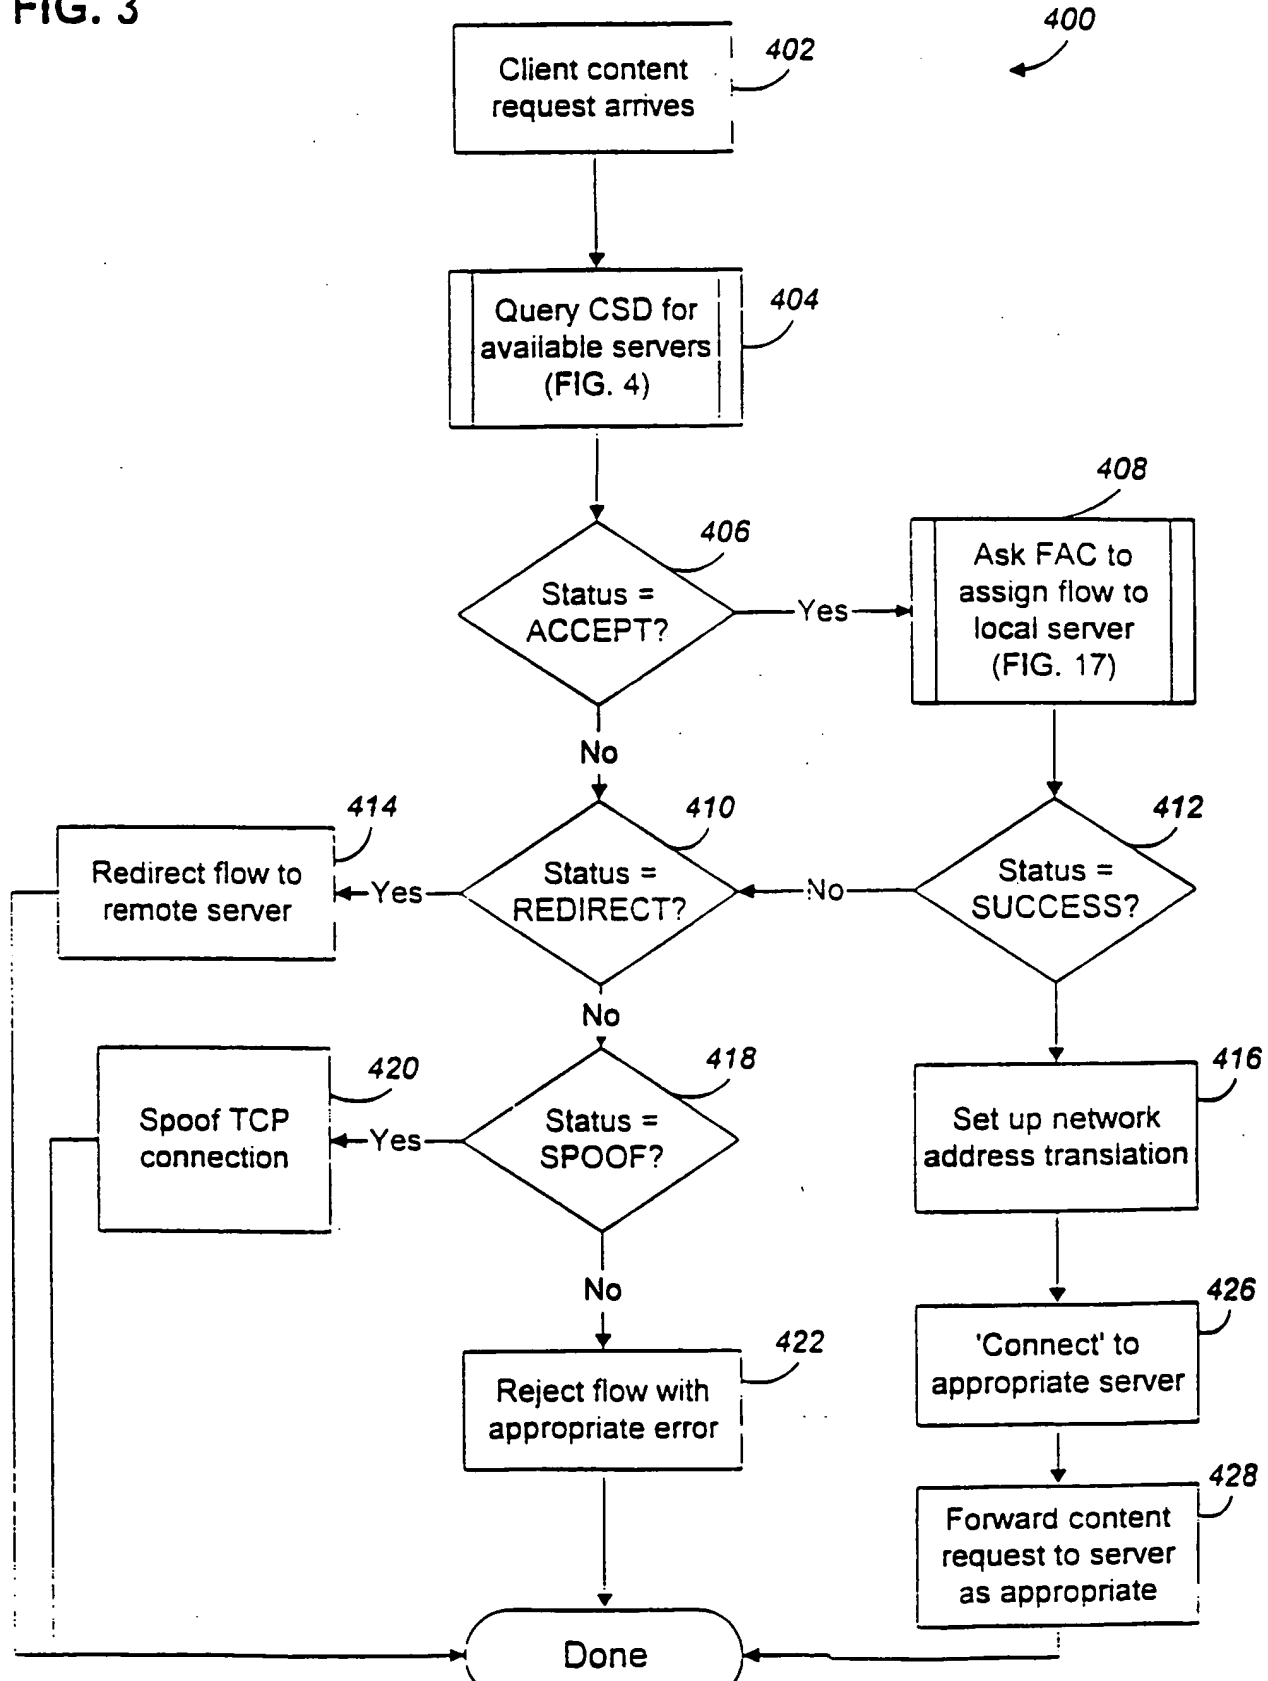 FIG. 3
400
Client content
request arrives
402
Query CSD for
available servers
(FIG. 4)
404
Status =
ACCEPT?
406
Yes
Ask FAC to
assign flow to
local server
(FIG. 17)
408
No
Redirect flow to
remote server
414
Yes
Status =
REDIRECT?
410
No
Status =
SUCCESS?
412
No
Spoof TCP
connection
420
Yes
Status =
SPOOF?
418
Set up network
address translation
416
No
'Connect' to
appropriate server
426
Reject flow with
appropriate error
422
Forward content
request to server
as appropriate
428
Done